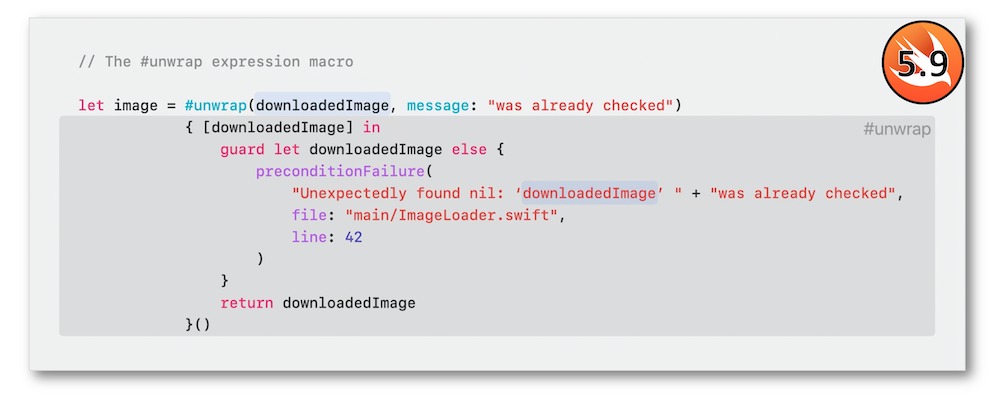 5.9
// The #unwrap expression macro
let image = #unwrap(downloadedImage, message: "was already checked")
#unwrap
{ [downloadedImage] in
guard let downloadedImage else {
preconditionFailure(
"Unexpectedly found nil: ‘downloadedImage’ " + "was already checked",
file: "main/ImageLoader.swift",
line: 42
)
}
return downloadedImage
}()